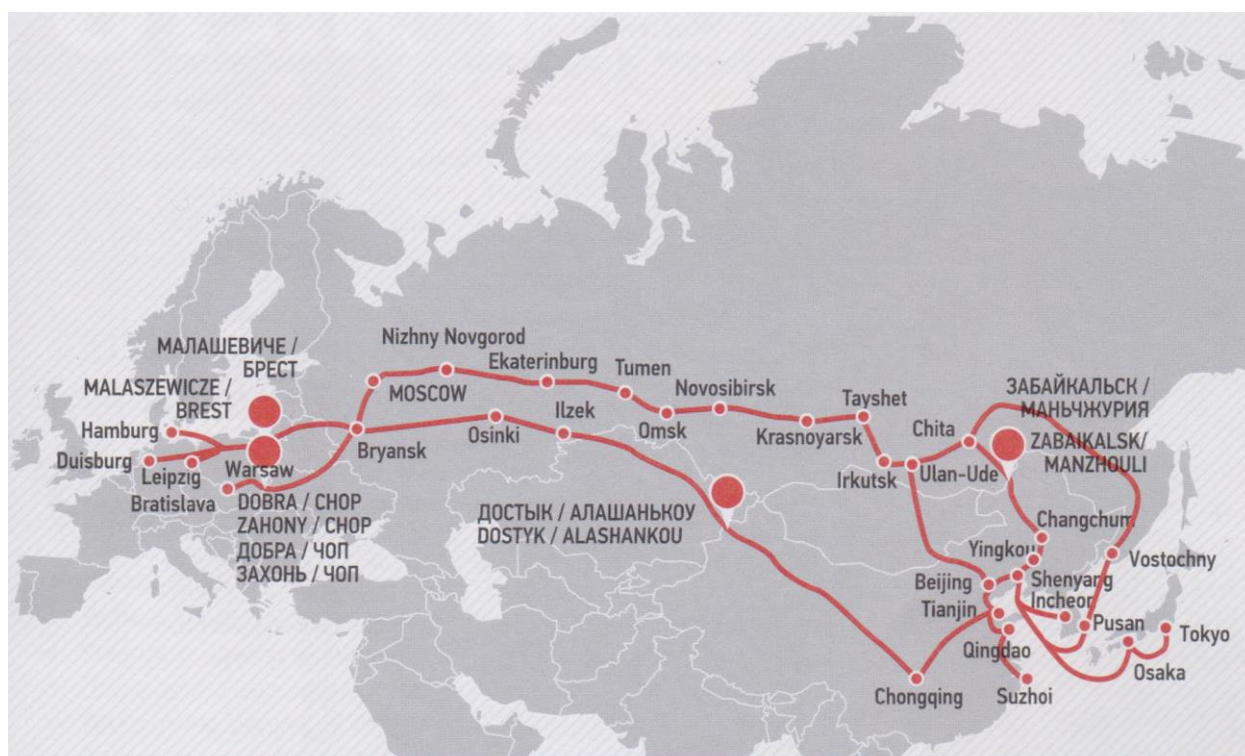 МАЛАШЕВИЧЕ /
БРЕСТ
MALASZEWICZE /
BREST
Hamburg
Duisburg
Leipzig
Warsaw
Bratislava
DOBRA / CHOP
ZAHONY / CHOP
ДОБРА / ЧОП
ЗАХОНЬ / ЧОП
Nizhny Novgorod
MOSCOW
Bryansk
Ekaterinburg
Osinki
Ilzek
Tumen
Omsk
Novosibirsk
Krasnoyarsk
Tayshet
Irkutsk
Ulan-Ude
Chita
ЗАБАЙКАЛЬСК /
МАНЬЧЖУРИЯ
ZABAIKALSK/
MANZHOULI
ДОСТЫК / АЛАШАНЬКОУ
DOSTYK / ALASHANKOU
Changchum
Yingkou
Shenyang
Vostochny
Beijing
Incheon
Tianjin
Pusan
Tokyo
Qingdao
Osaka
Chongqing
Suzhoi